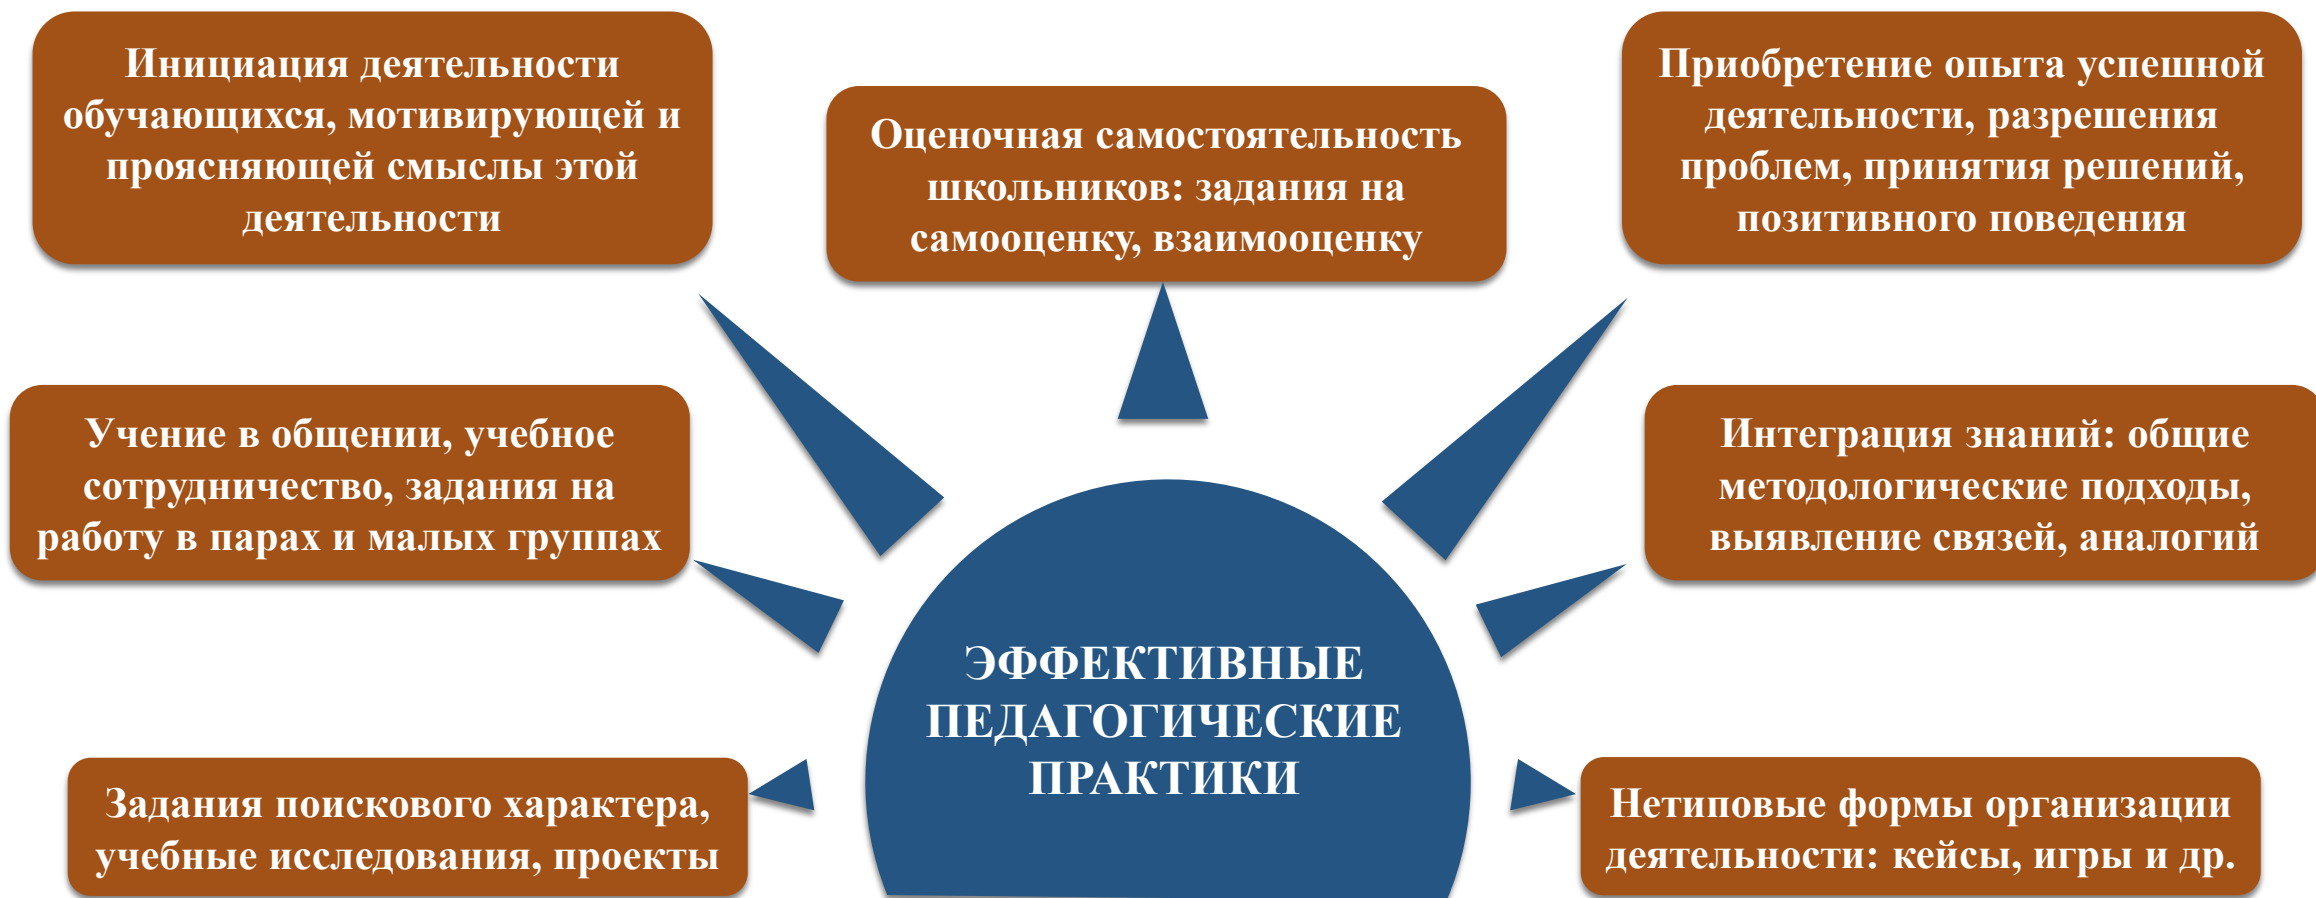 Инициация деятельности
обучающихся, мотивирующей и
проясняющей смыслы этой
деятельности
Оценочная самостоятельность
школьников: задания на
самооценку, взаимооценку
Приобретение опыта успешной
деятельности, разрешения
проблем, принятия решений,
позитивного поведения
Учение в общении, учебное
сотрудничество, задания на
работу в парах и малых группах
Интеграция знаний: общие
методологические подходы,
выявление связей, аналогий
ЭФФЕКТИВНЫЕ
ПЕДАГОГИЧЕСКИЕ
ПРАКТИКИ
Задания поискового характера,
учебные исследования, проекты
Нетиповые формы организации
деятельности: кейсы, игры и др.